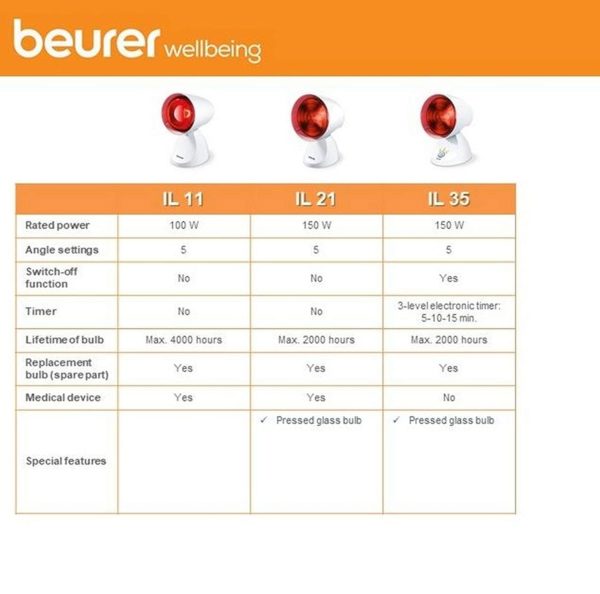 beurer wellbeing
IL 11 IL 21 IL 35
Rated power 100 W 150 W 150 W
Angle settings 5 5 5
Switch-off
function No No Yes
Timer No No 3-level electronic timer:
5-10-15 min.
Lifetime of bulb Max. 4000 hours Max. 2000 hours Max. 2000 hours
Replacement
bulb (spare part) Yes Yes Yes
Medical device Yes Yes No
Special features ✓ Pressed glass bulb ✓ Pressed glass bulb